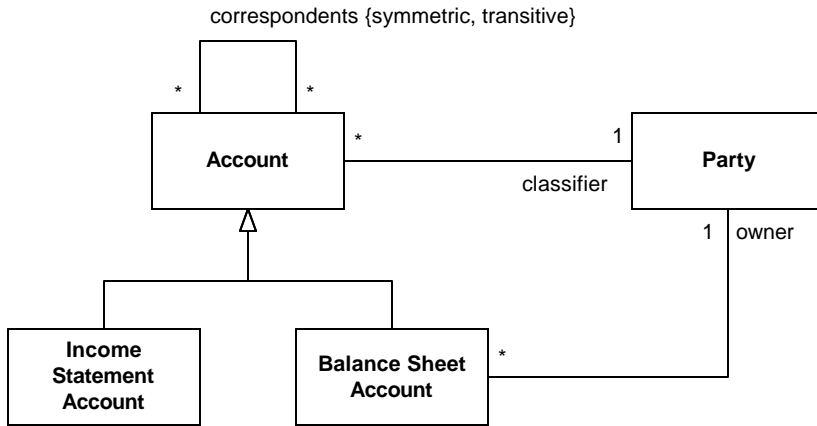 correspondents {symmetric, transitive}
* *
Account
* 1
classifier
Party
1 owner
Income
Statement
Account
Balance Sheet
Account
*